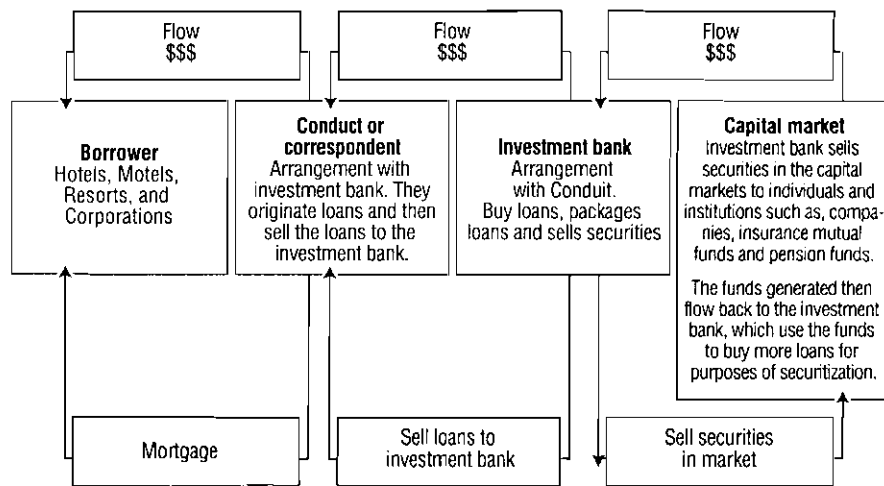 Flow
$$$
Flow
$$$
Flow
$$$
Borrower
Hotels, Motels,
Resorts, and
Corporations
Conduct or
correspondent
Arrangement with
investment bank. They
originate loans and then
sell the loans to the
investment bank.
Investment bank
Arrangement
with Conduit.
Buy loans, packages
loans and sells securities
Capital market
Investment bank sells
securities in the capital
markets to individuals and
institutions such as, compa-
nies, insurance mutual
funds and pension funds.
The funds generated then
flow back to the investment
bank, which use the funds
to buy more loans for
purposes of securitization.
Mortgage
Sell loans to
investment bank
Sell securities
in market